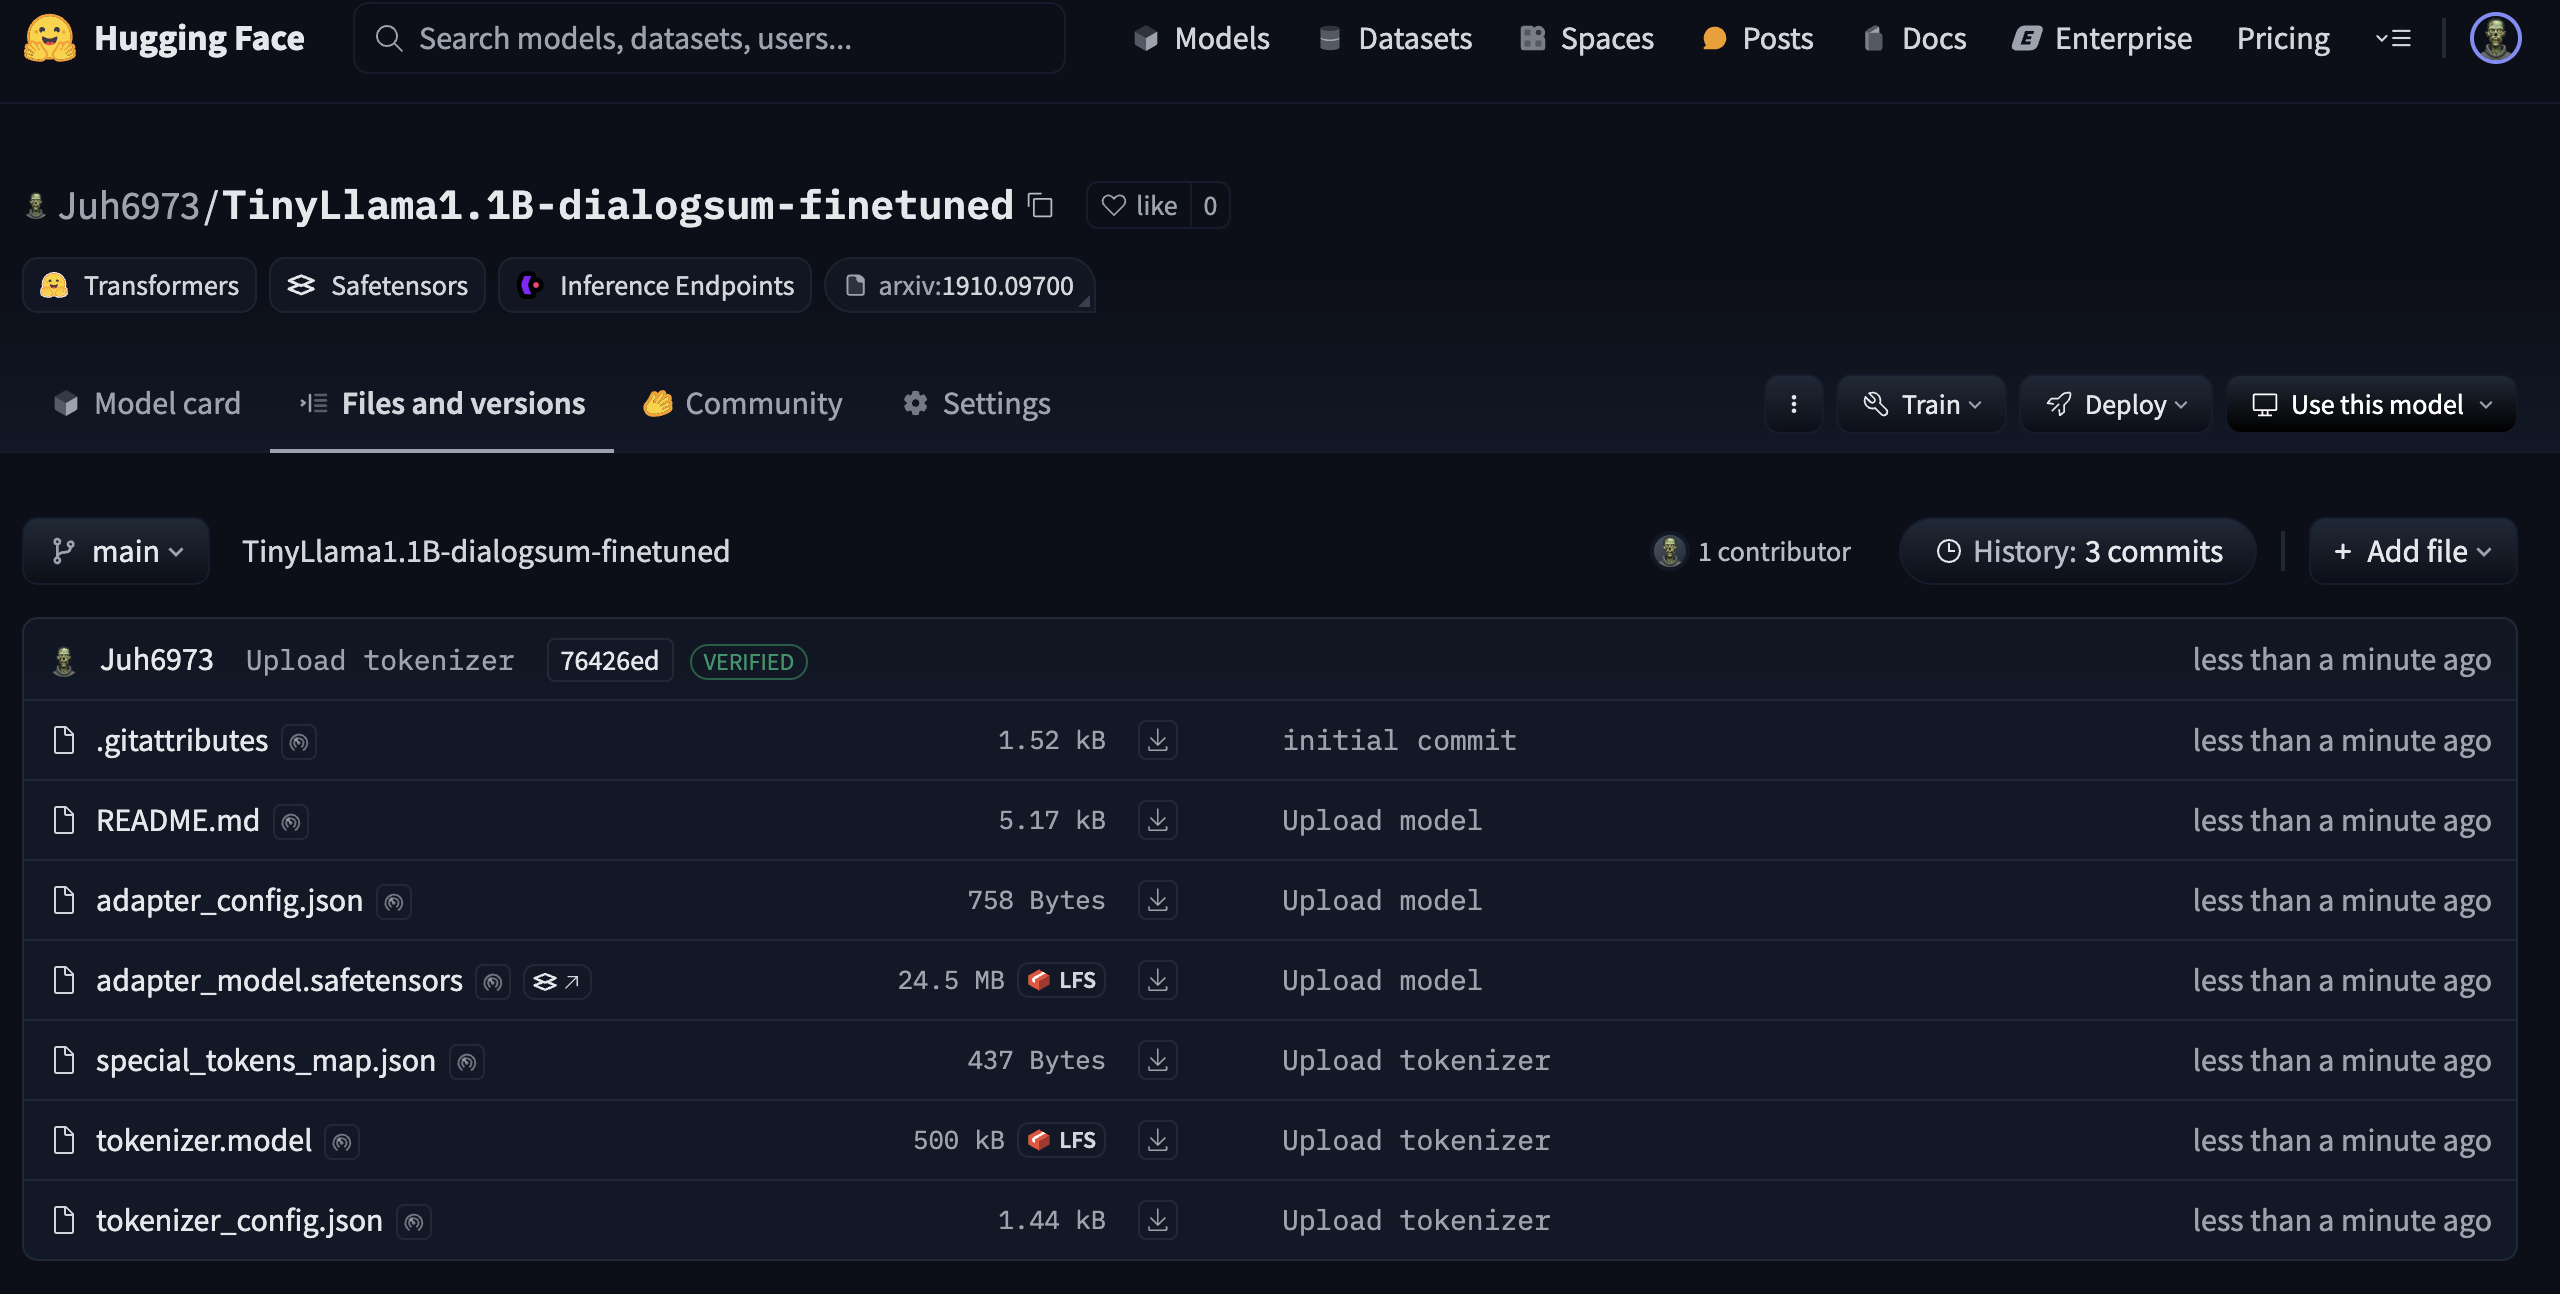 Hugging Face
Search models, datasets, users...
Models
Datasets
Spaces
Posts
Docs
Enterprise
Pricing
Juh6973/TinyLlama1.1B-dialogsum-finetuned
like 0
Transformers
Safetensors
Inference Endpoints
arxiv:1910.09700
Model card
Files and versions
Community
Settings
Train
Deploy
Use this model
main
TinyLlama1.1B-dialogsum-finetuned
1 contributor
History: 3 commits
+ Add file
Juh6973 Upload tokenizer 76426ed VERIFIED less than a minute ago
.gitattributes 1.52 kB initial commit less than a minute ago
README.md 5.17 kB Upload model less than a minute ago
adapter_config.json 758 Bytes Upload model less than a minute ago
adapter_model.safetensors 24.5 MB LFS Upload model less than a minute ago
special_tokens_map.json 437 Bytes Upload tokenizer less than a minute ago
tokenizer.model 500 kB LFS Upload tokenizer less than a minute ago
tokenizer_config.json 1.44 kB Upload tokenizer less than a minute ago